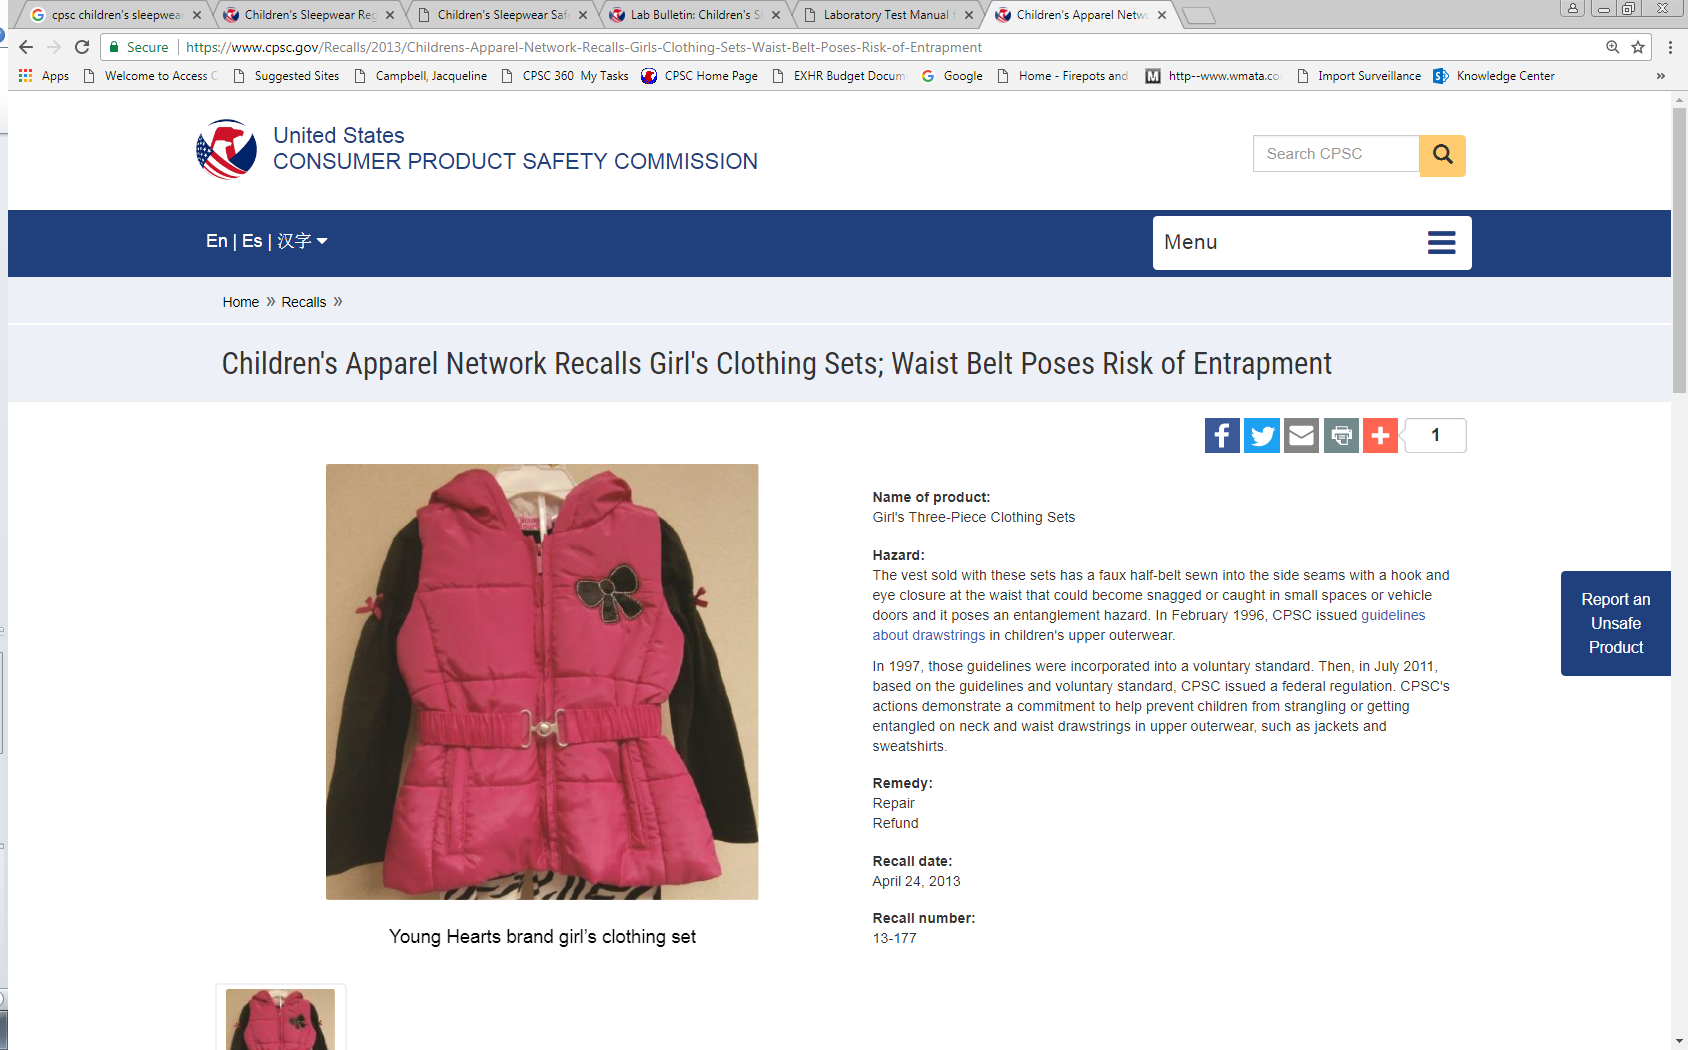 cpsc children's sleepwea
Children's Sleepwear Reg
Children's Sleepwear Saf
Lab Bulletin: Children's S
Laboratory Test Manual f
Children's Apparel Netw
Secure
https://www.cpsc.gov/Recalls/2013/Childrens-Apparel-Network-Recalls-Girls-Clothing-Sets-Waist-Belt-Poses-Risk-of-Entrapment
Apps
Welcome to Access C
Suggested Sites
Campbell, Jacqueline
CPSC 360 My Tasks
CPSC Home Page
EXHR Budget Docum
Google
Home - Firepots and
http--www.wmata.co
Import Surveillance
Knowledge Center
»
United States
CONSUMER PRODUCT SAFETY COMMISSION
Search CPSC
En | Es | 汉字
Menu
Home » Recalls »
Children's Apparel Network Recalls Girl's Clothing Sets; Waist Belt Poses Risk of Entrapment
1
Name of product:
Girl's Three-Piece Clothing Sets
Hazard:
The vest sold with these sets has a faux half-belt sewn into the side seams with a hook and
eye closure at the waist that could become snagged or caught in small spaces or vehicle
doors and it poses an entanglement hazard. In February 1996, CPSC issued guidelines
about drawstrings in children's upper outerwear.
In 1997, those guidelines were incorporated into a voluntary standard. Then, in July 2011,
based on the guidelines and voluntary standard, CPSC issued a federal regulation. CPSC's
actions demonstrate a commitment to help prevent children from strangling or getting
entangled on neck and waist drawstrings in upper outerwear, such as jackets and
sweatshirts.
Remedy:
Repair
Refund
Recall date:
April 24, 2013
Recall number:
13-177
Report an
Unsafe
Product
Young Hearts brand girl's clothing set